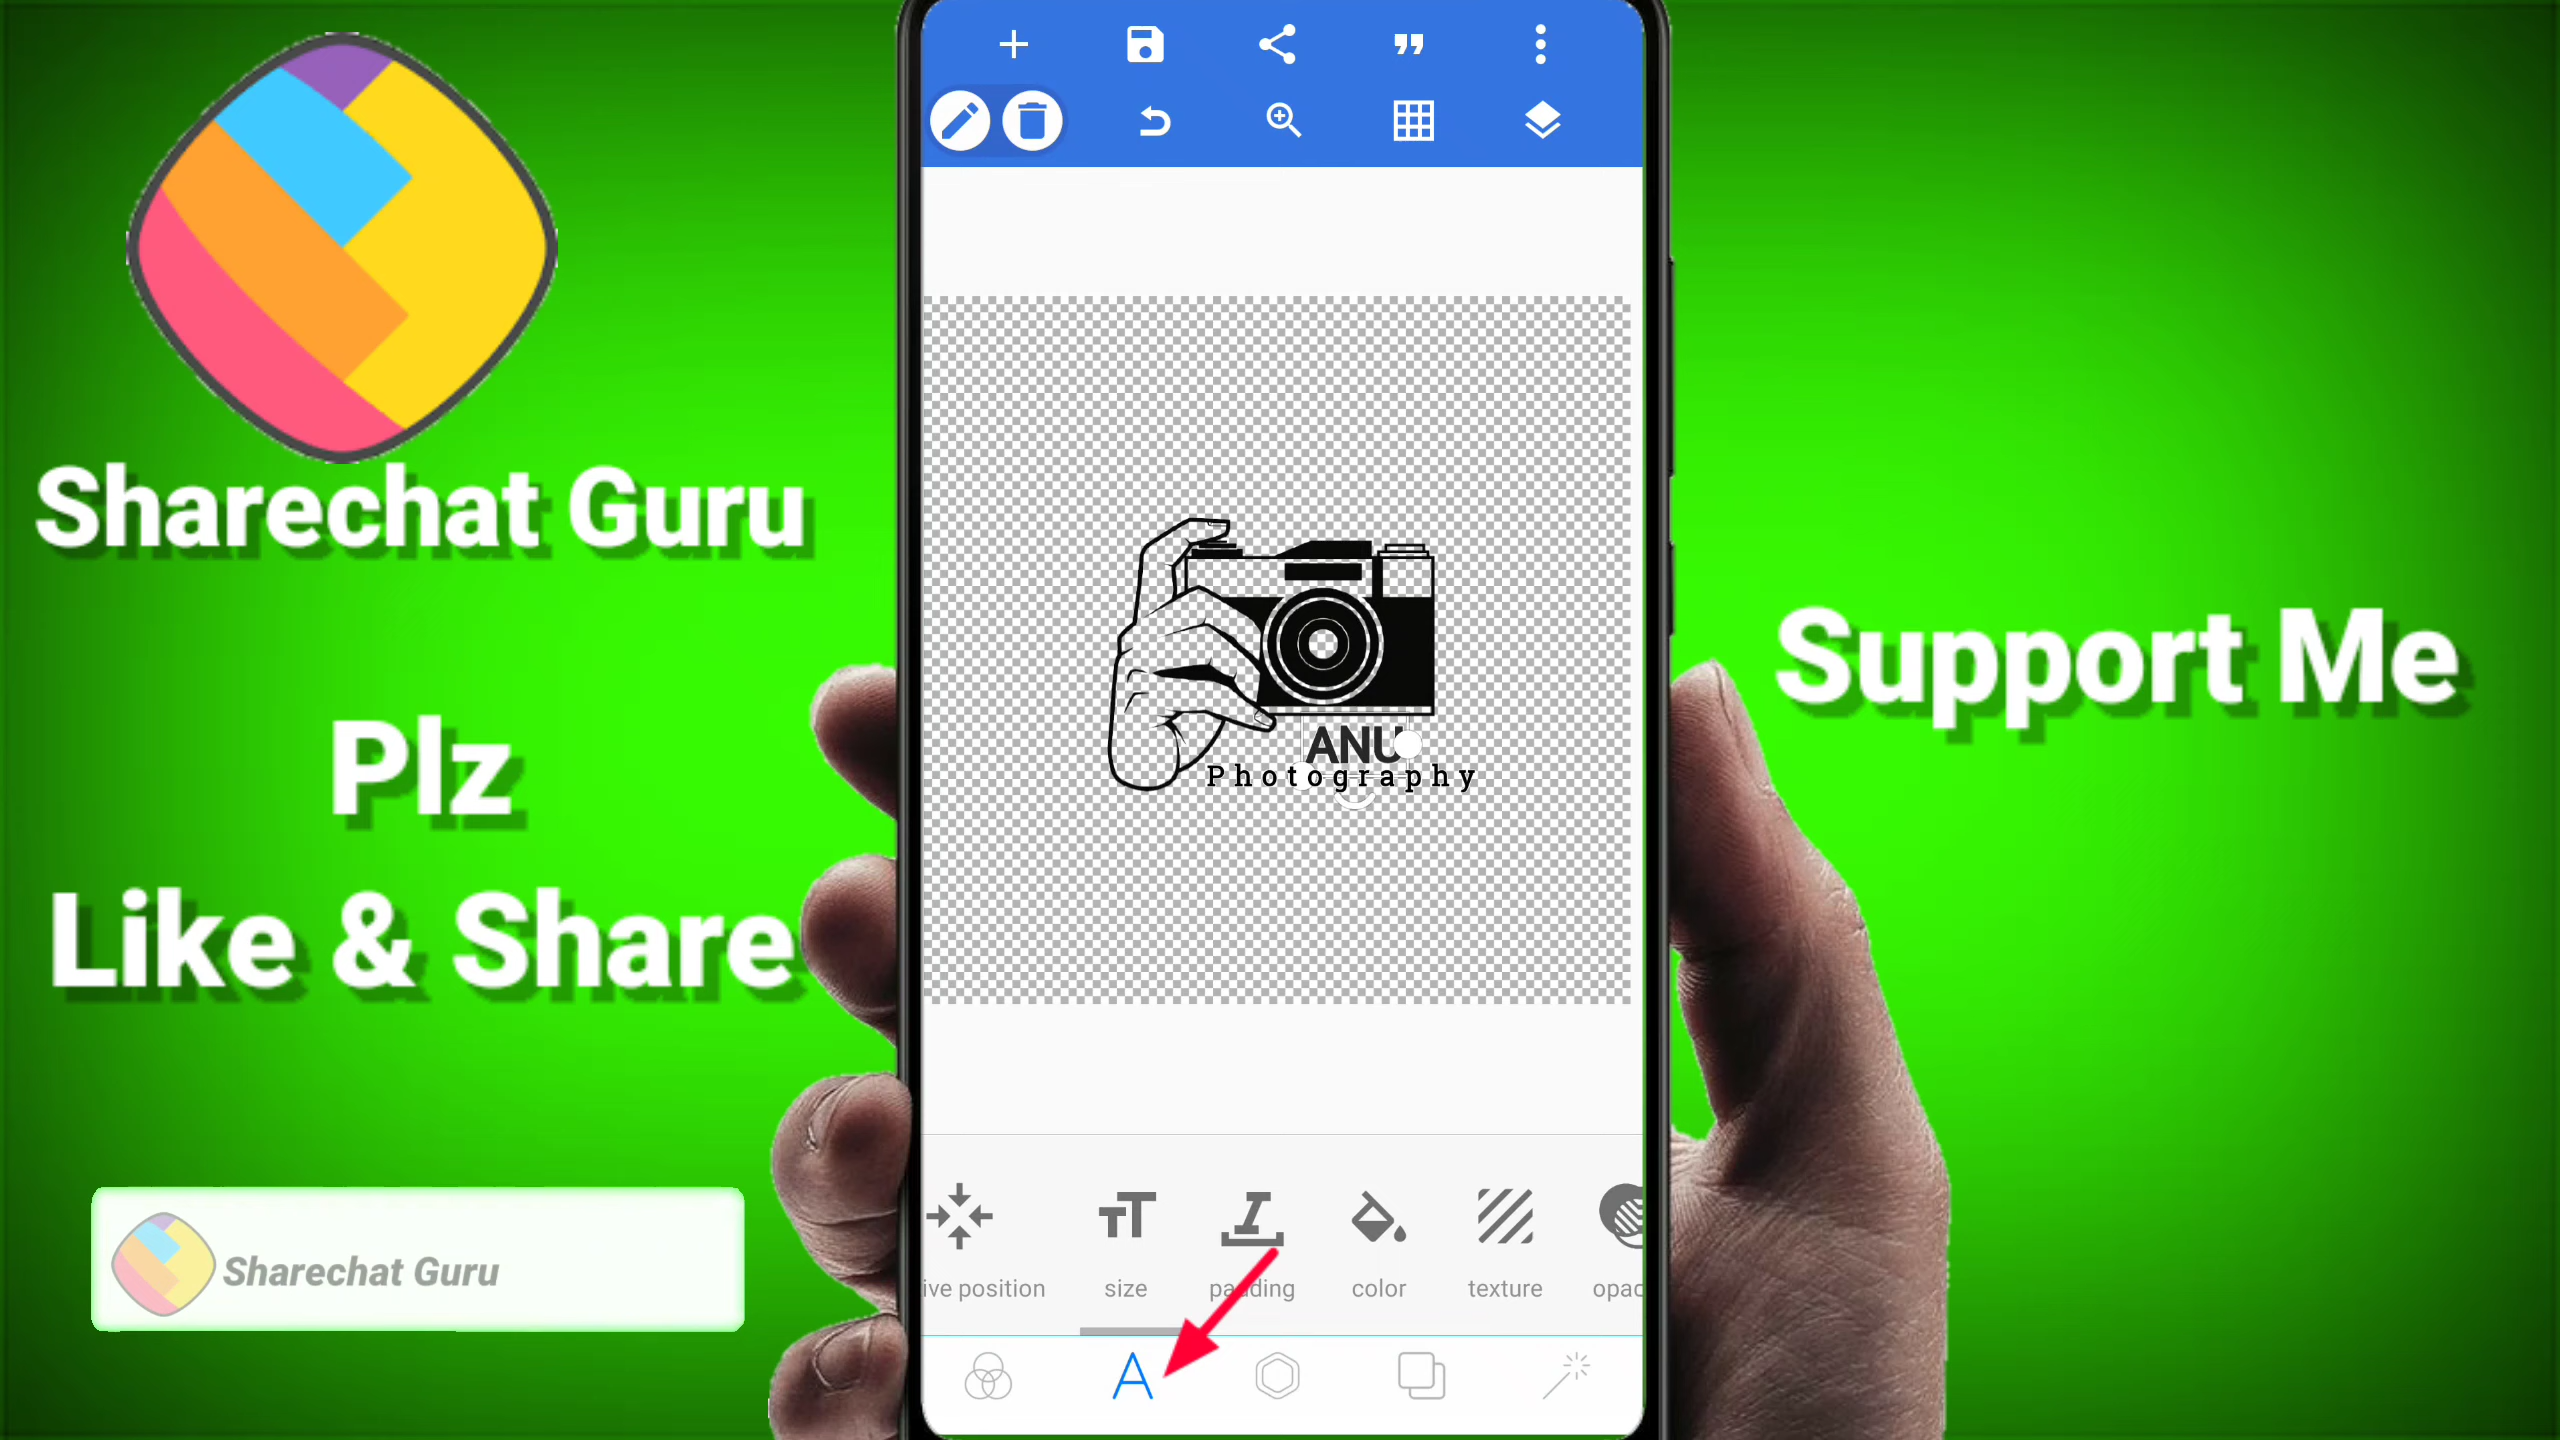 Sharechat Guru
Plz
Like & Share
Sharechat Guru
Support Me
ANU
Photography
ive position
size
padding
color
texture
opac